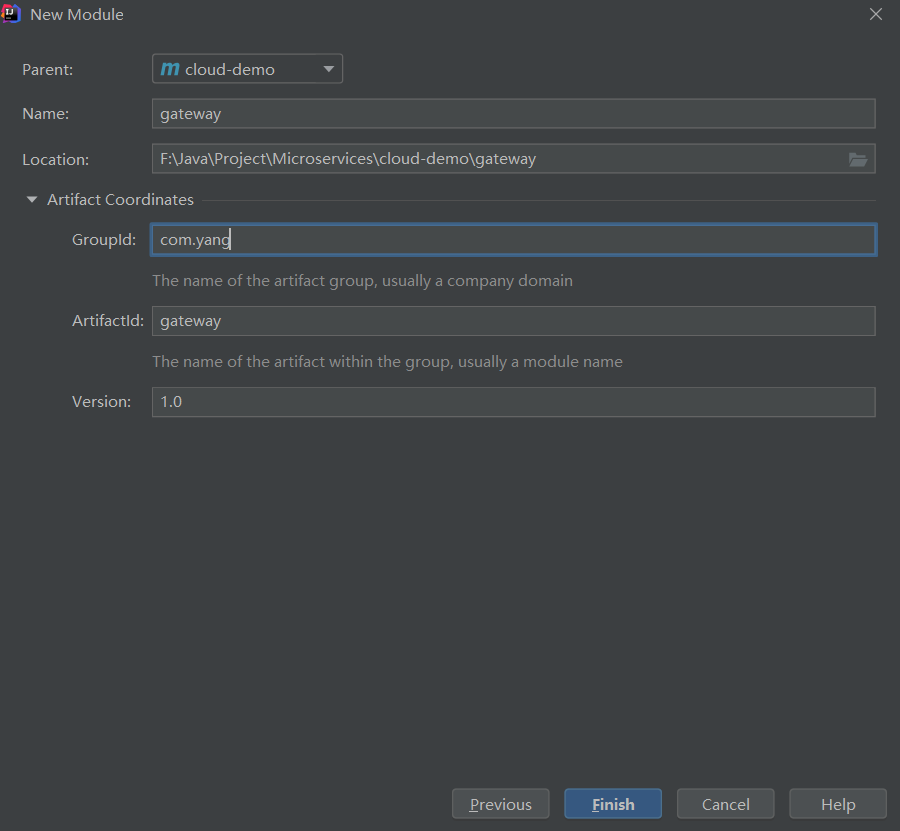 New Module
Parent: m cloud-demo
Name: gateway
Location: F:\Java\Project\Microservices\cloud-demo\gateway
Artifact Coordinates
GroupId: com.yang
The name of the artifact group, usually a company domain
ArtifactId: gateway
The name of the artifact within the group, usually a module name
Version: 1.0
Previous Finish Cancel Help